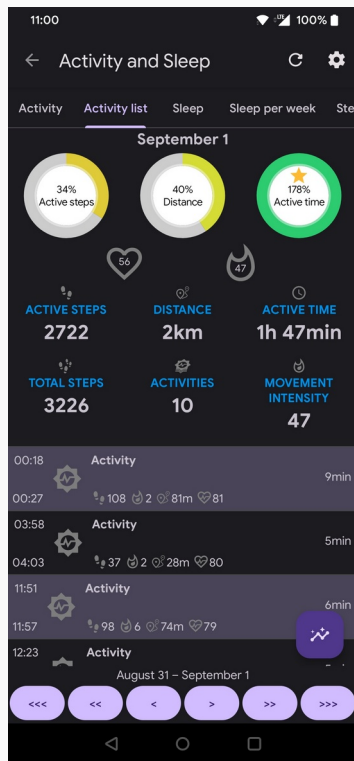 11:00 LTE 100%
Activity and Sleep
Activity Activity list Sleep Sleep per week Ste
September 1
34% 40% 178%
Active steps Distance Active time
56 47
ACTIVE STEPS DISTANCE ACTIVE TIME
2722 2km 1h 47min
TOTAL STEPS ACTIVITIES MOVEMENT
INTENSITY
3226 10 47
00:18 Activity
9min
00:27 108 2 81m 81
03:58 Activity
5min
04:03 37 2 28m 80
11:51 Activity
6min
11:57 98 6 74m 79
12:23 Activity
August 31 – September 1
<<< << < > >> >>>